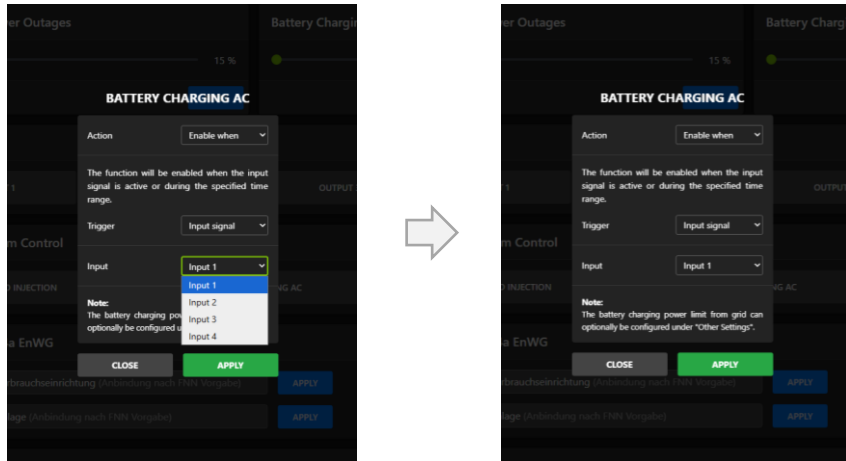 er Outages
Battery Chargin
15 %
BATTERY CHARGING AC
Action
Enable when
The function will be enabled when the input
signal is active or during the specified time
range.
T 1
OUTPUT
Trigger
Input signal
m Control
Input
Input 1
D INJECTION
NG AC
Input 1
Input 2
Input 3
Input 4
Note:
The battery charging pow
optionally be configured u
a EnWG
CLOSE
APPLY
rbrauchseinrichtung (Anbindung nach FNN Vorgabe)
APPLY
lage (Anbindung nach FNN Vorgabe)
APPLY
er Outages
Battery Charg
15 %
BATTERY CHARGING AC
Action
Enable when
The function will be enabled when the input
signal is active or during the specified time
range.
T 1
OUTPUT
Trigger
Input signal
m Control
Input
Input 1
D INJECTION
NG AC
Note:
The battery charging power limit from grid can
optionally be configured under "Other Settings".
a EnWG
CLOSE
APPLY
rbrauchseinrichtung (Anbindung nach FNN Vorgabe)
APPLY
lage (Anbindung nach FNN Vorgabe)
APPLY